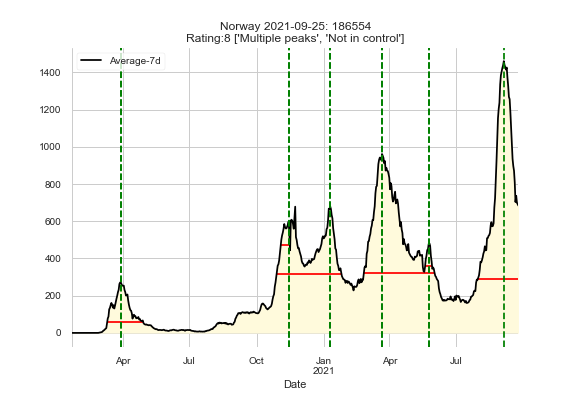 Norway 2021-09-25: 186554
Rating:8 ['Multiple peaks', 'Not in control']
Average-7d
1400
1200
1000
800
600
400
200
0
Apr Jul Oct Jan Apr Jul
2021
Date